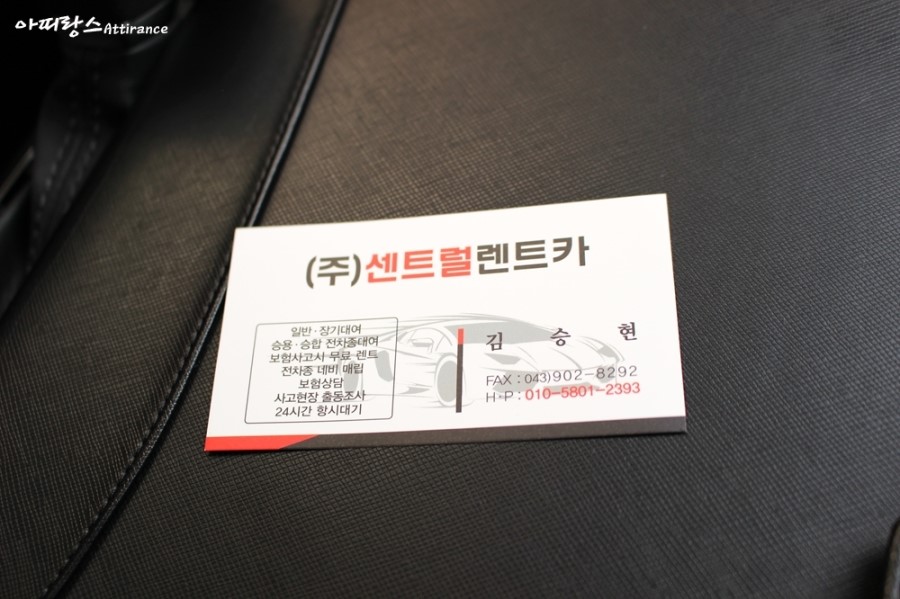 아띠랑스Attirance
(주)센트럴렌트카
일반·장기대여
승용·승합 전차종대여
보험사고시 무료 렌트
전차종 네비 매립
보험상담
사고현장 출동조사
24시간 항시대기
김 승 현
FAX : 043)902-8292
H·P : 010-5801-2393